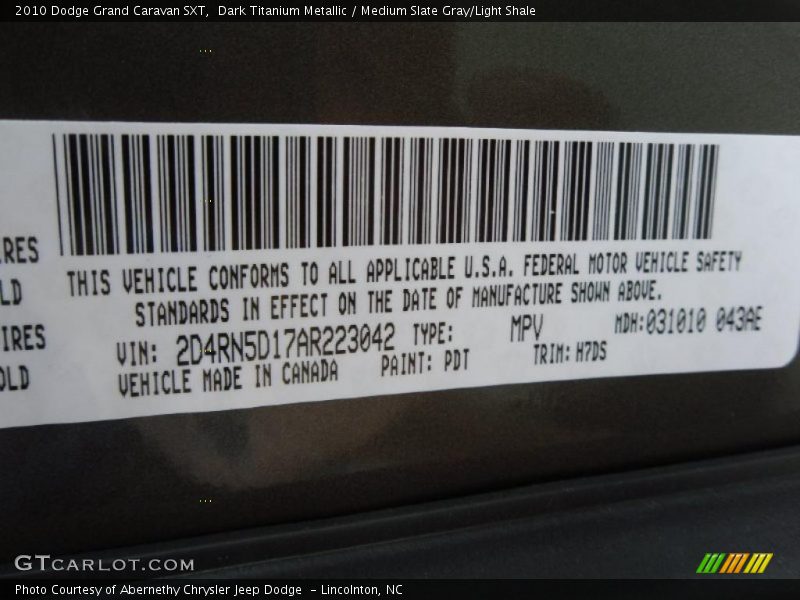 2010 Dodge Grand Caravan SXT,  Dark Titanium Metallic / Medium Slate Gray/Light Shale
IRES
LD
IRES
OLD
THIS VEHICLE CONFORMS TO ALL APPLICABLE U.S.A. FEDERAL MOTOR VEHICLE SAFETY
STANDARDS IN EFFECT ON THE DATE OF MANUFACTURE SHOWN ABOVE.
VIN: 2D4RN5D17AR223042 TYPE: MPV MDH:031010 043AE
VEHICLE MADE IN CANADA PAINT: PDT TRIM: H7DS
GTCARLOT.COM
Photo Courtesy of Abernethy Chrysler Jeep Dodge  - Lincolnton, NC